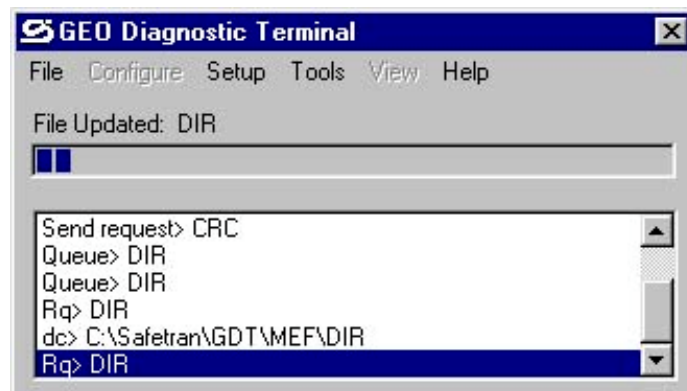 GEO Diagnostic Terminal
File Configure Setup Tools View Help
File Updated: DIR
Send request> CRC
Queue> DIR
Queue> DIR
Rq> DIR
dc> C:\Safetran\GDT\MEF\DIR
Rq> DIR